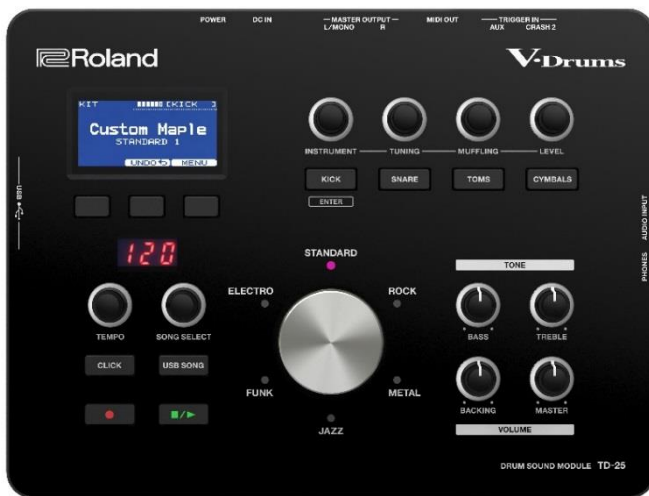 POWER DC IN MASTER OUTPUT MIDI OUT TRIGGER IN
L/MONO R AUX CRASH 2
Roland
V-Drums
KIT [KICK ]
Custom Maple
STANDARD 1
UNDO MENU
INSTRUMENT TUNING MUFFLING LEVEL
KICK SNARE TOMS CYMBALS
ENTER
USB
AUDIO INPUT
PHONES
120
TEMPO SONG SELECT
CLICK USB SONG
STANDARD
ELECTRO ROCK
FUNK METAL
JAZZ
TONE
BASS TREBLE
BACKING MASTER
VOLUME
DRUM SOUND MODULE TD-25